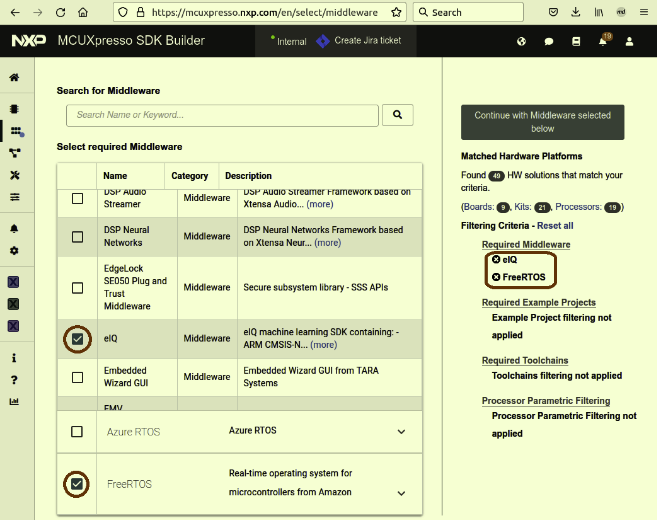 https://mcuxpresso.nxp.com/en/select/middleware
Search
19
NXP MCUXpresso SDK Builder
Internal
Create Jira ticket
Search for Middleware
Search Name or Keyword...
Select required Middleware
Name Category Description
DSP Audio
Streamer
Middleware
DSP Audio Streamer Framework based on
Xtensa Audio... (more)
DSP Neural
Networks
Middleware
DSP Neural Networks Framework based
on Xtensa Neur... (more)
EdgeLock
SE050 Plug and
Trust
Middleware
Middleware
Secure subsystem library - SSS APIs
eIQ
Middleware
eIQ machine learning SDK containing: -
ARM CMSIS-N... (more)
Embedded
Wizard GUI
Middleware
Embedded Wizard GUI from TARA
Systems
EMV
Azure RTOS
Azure RTOS
FreeRTOS
Real-time operating system for
microcontrollers from Amazon
Continue with Middleware selected
below
Matched Hardware Platforms
Found 49 HW solutions that match your
criteria.
(Boards: 9, Kits: 21, Processors: 19)
Filtering Criteria - Reset all
Required Middleware
eIQ
FreeRTOS
Required Example Projects
Example Project filtering not
applied
Required Toolchains
Toolchains filtering not applied
Processor Parametric Filtering
Processor Parametric Filtering not
applied